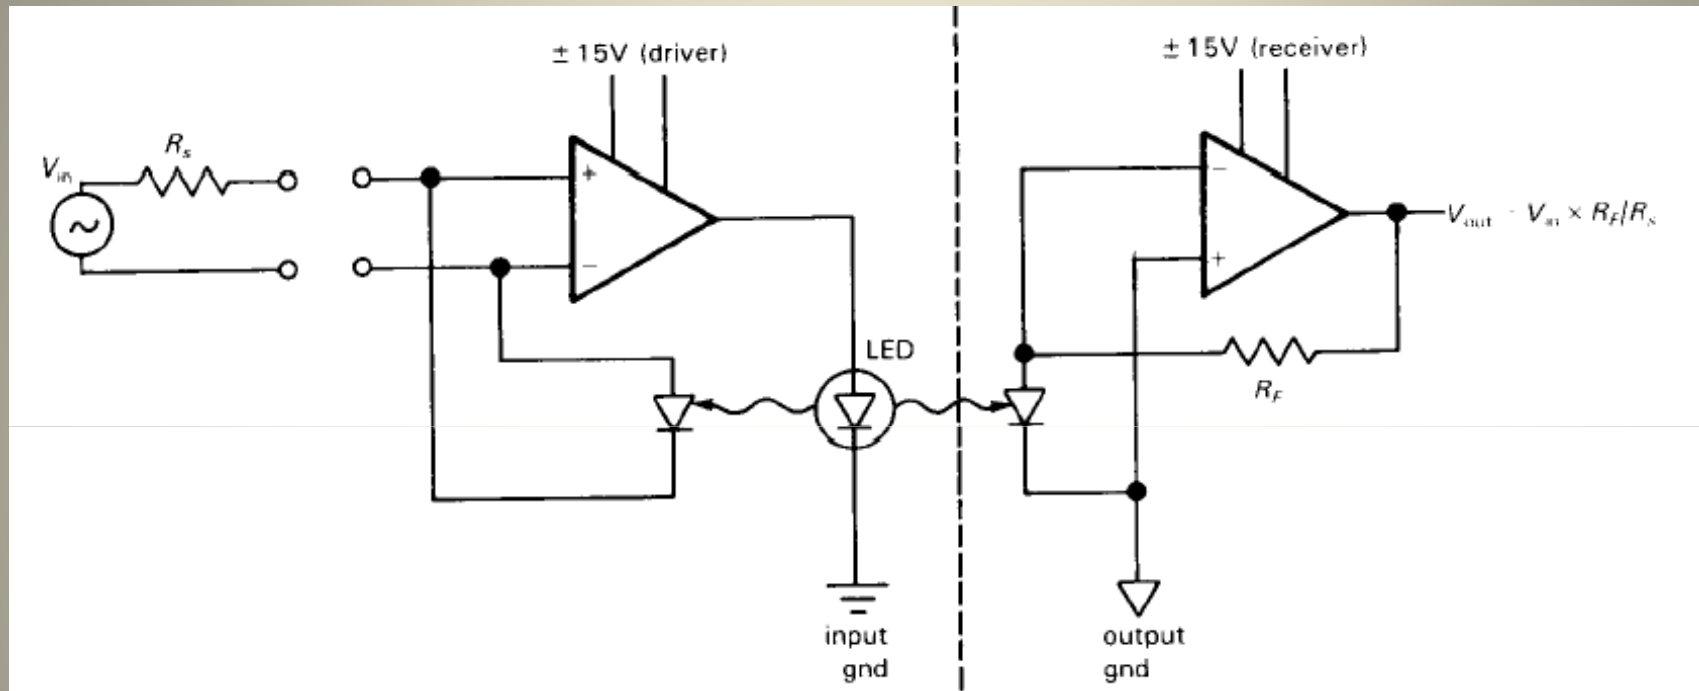 ± 15V (driver)
± 15V (receiver)
V_in
R_s
+
−
−
+
V_out = V_in × R_F/R_s
LED
R_F
input
gnd
output
gnd